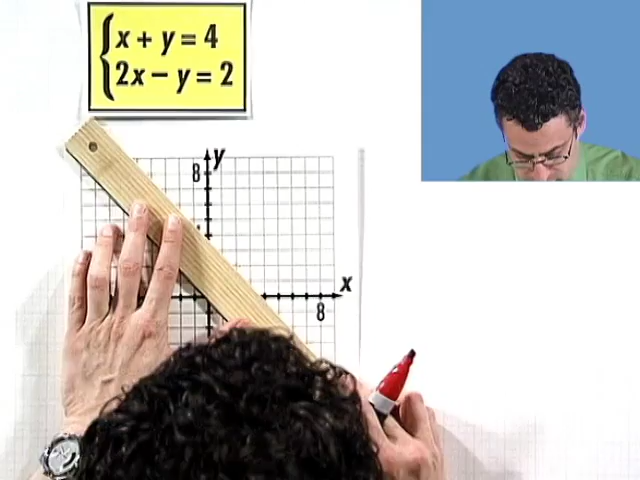 x + y = 4
2x − y = 2
y
8
x
8